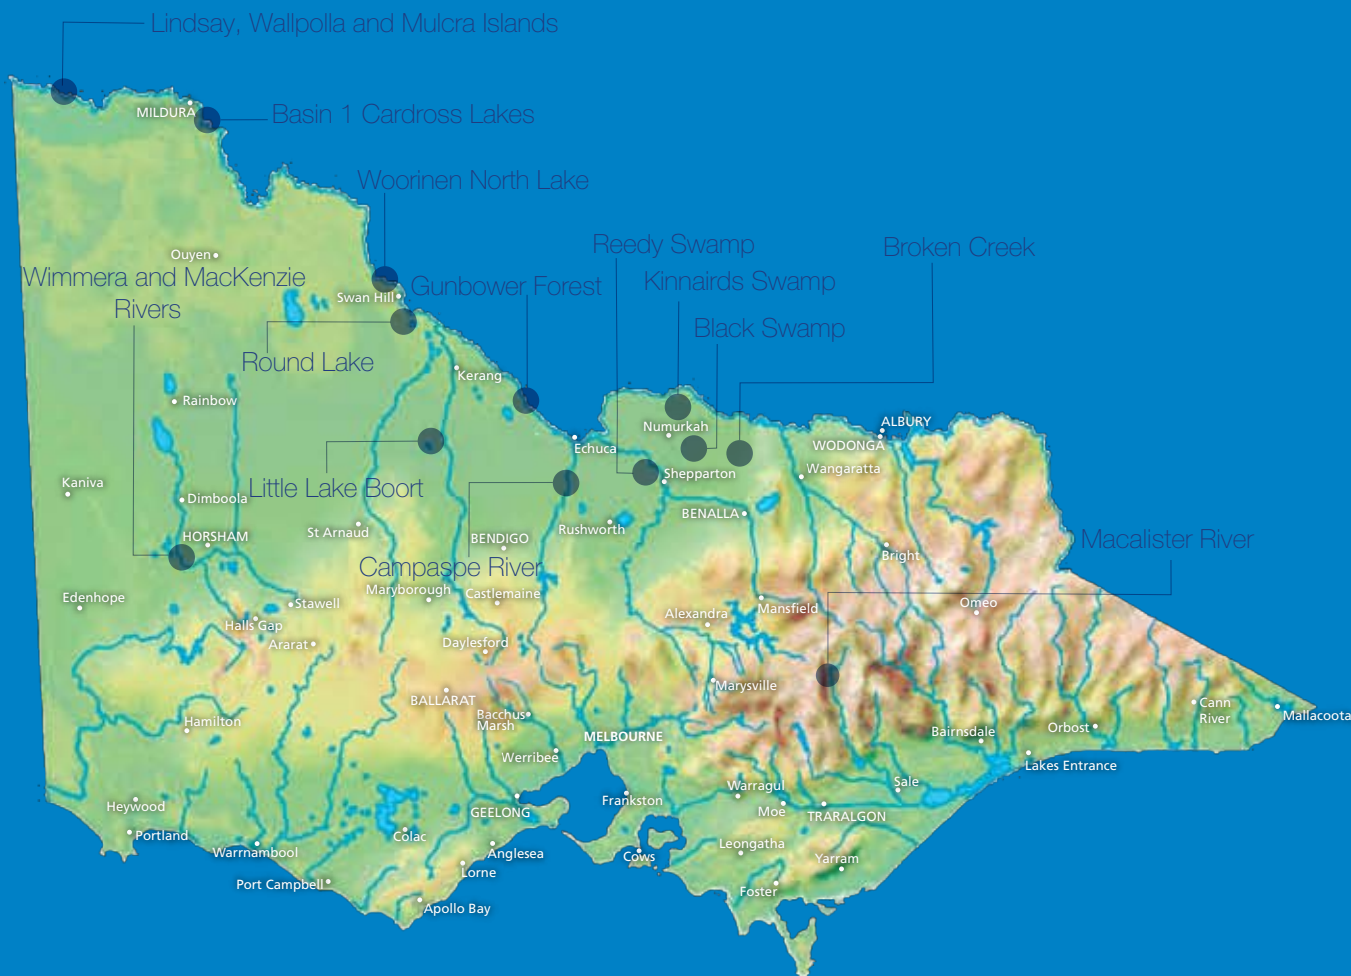 Lindsay, Wallpolla and Mulcra Islands
MILDURA
Basin 1 Cardross Lakes
Woorinen North Lake
Reedy Swamp
Broken Creek
Ouyen
Wimmera and MacKenzie
Rivers
Kinnairds Swamp
Gunbower Forest
Swan Hill
Black Swamp
Round Lake
Kerang
Rainbow
ALBURY
Numurkah
WODONGA
Echuca
Wangaratta
Shepparton
Kaniva
Little Lake Boort
Dimboola
BENALLA
Rushworth
St Arnaud
HORSHAM
BENDIGO
Macalister River
Bright
Campaspe River
Maryborough
Castlemaine
Edenhope
Stawell
Omeo
Mansfield
Alexandra
Halls Gap
Ararat
Daylesford
Marysville
BALLARAT
Cann
River
Bacchus
Marsh
Mallacoota
Hamilton
Orbost
Bairnsdale
MELBOURNE
Werribee
Lakes Entrance
Sale
Warragul
Frankston
Heywood
GEELONG
Moe
TRARALGON
Portland
Colac
Leongatha
Warrnambool
Anglesea
Cows
Yarram
Lorne
Port Campbell
Foster
Apollo Bay